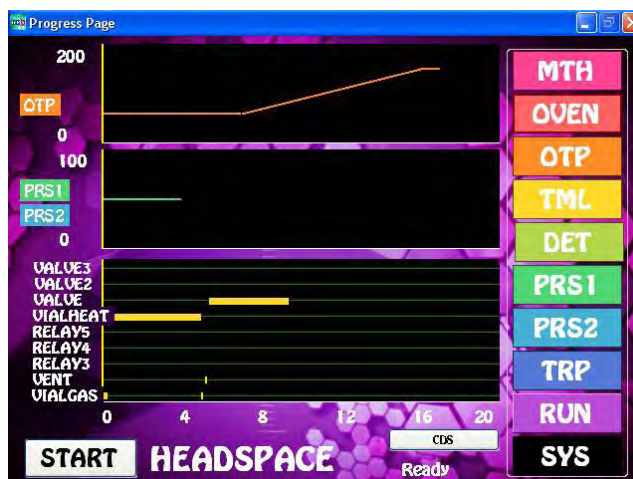 Progress Page
200
OTP
0
100
PRS1
PRS2
0
VALVE3
VALVE2
VALVE
VIALHEAT
RELAY5
RELAY4
RELAY3
VENT
VIALGAS
0 4 8 12 16 20
START
HEADSPACE
CDS
Ready
MTH
OVEN
OTP
TML
DET
PRS1
PRS2
TRP
RUN
SYS